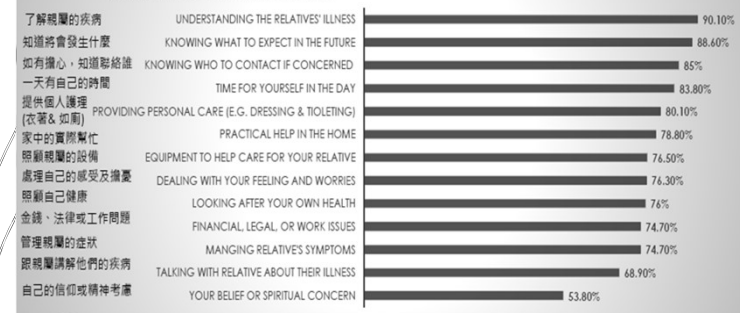 了解親屬的疾病 UNDERSTANDING THE RELATIVES' ILLNESS 90.10%
知道將會發生什麼 KNOWING WHAT TO EXPECT IN THE FUTURE 88.60%
如有擔心，知道聯絡誰 KNOWING WHO TO CONTACT IF CONCERNED 85%
一天有自己的時間 TIME FOR YOURSELF IN THE DAY 83.80%
提供個人護理
(衣著& 如廁) PROVIDING PERSONAL CARE (E.G. DRESSING & TIOLETING) 80.10%
家中的實際幫忙 PRACTICAL HELP IN THE HOME 78.80%
照顧親屬的設備 EQUIPMENT TO HELP CARE FOR YOUR RELATIVE 76.50%
處理自己的感受及擔憂 DEALING WITH YOUR FEELING AND WORRIES 76.30%
照顧自己健康 LOOKING AFTER YOUR OWN HEALTH 76%
金錢、法律或工作問題 FINANCIAL, LEGAL, OR WORK ISSUES 74.70%
管理親屬的症狀 MANGING RELATIVE'S SYMPTOMS 74.70%
跟親屬講解他們的疾病 TALKING WITH RELATIVE ABOUT THEIR ILLNESS 68.90%
自己的信仰或精神考慮 YOUR BELIEF OR SPIRITUAL CONCERN 53.80%